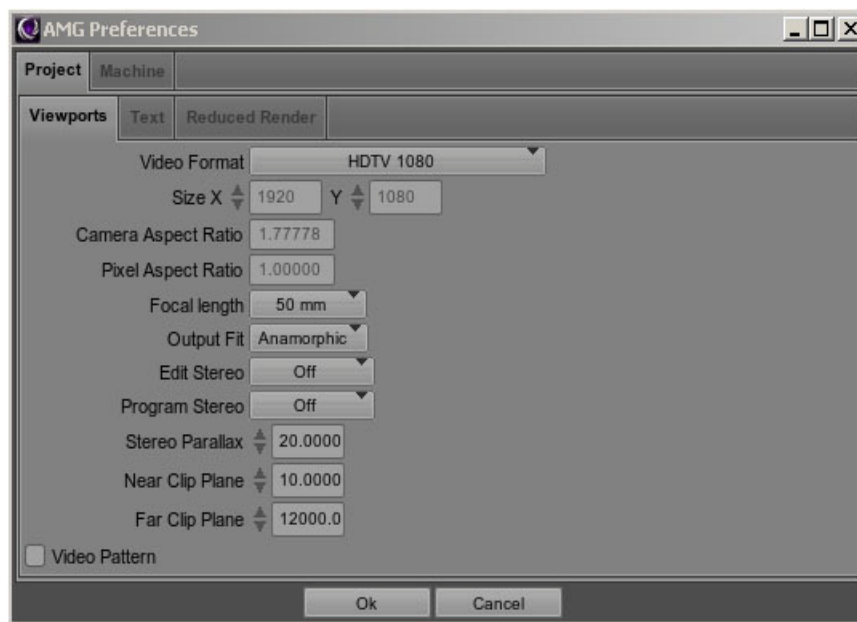 AMG Preferences
Project Machine
Viewports Text Reduced Render
Video Format HDTV 1080
Size X 1920 Y 1080
Camera Aspect Ratio 1.77778
Pixel Aspect Ratio 1.00000
Focal length 50 mm
Output Fit Anamorphic
Edit Stereo Off
Program Stereo Off
Stereo Parallax 20.0000
Near Clip Plane 10.0000
Far Clip Plane 12000.0
Video Pattern
Ok Cancel